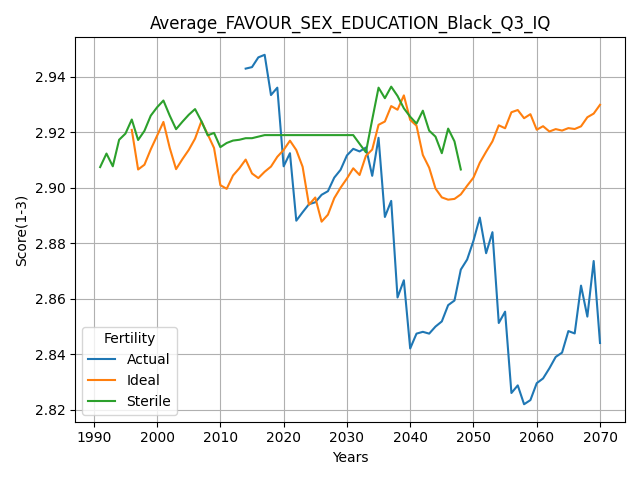 Average_FAVOUR_SEX_EDUCATION_Black_Q3_IQ
Score(1-3)
2.94
2.92
2.90
2.88
2.86
2.84
2.82
Fertility
Actual
Ideal
Sterile
1990 2000 2010 2020 2030 2040 2050 2060 2070
Years